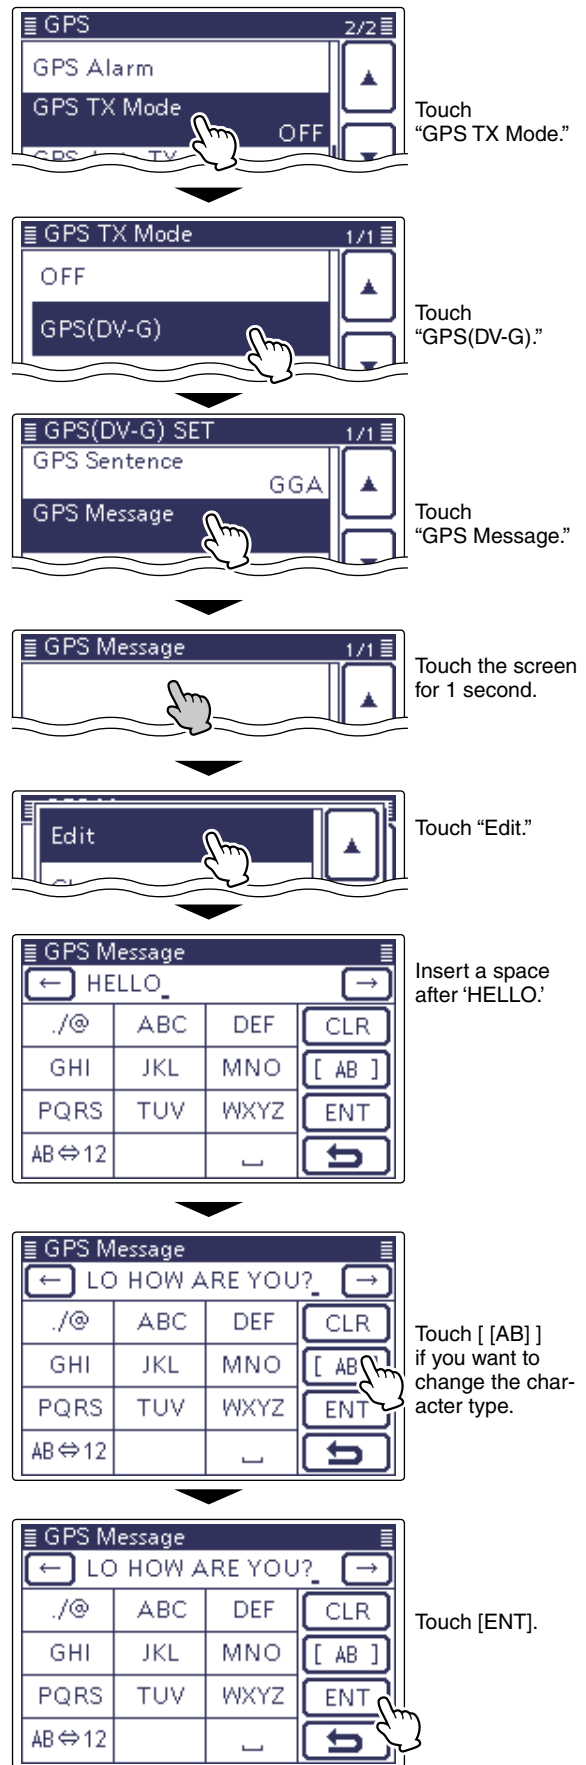 GPS 2/2
GPS Alarm
GPS TX Mode
OFF
Touch
“GPS TX Mode.”
GPS TX Mode 1/1
OFF
GPS(DV-G)
Touch
“GPS(DV-G).”
GPS(DV-G) SET 1/1
GPS Sentence
GGA
GPS Message
Touch
“GPS Message.”
GPS Message 1/1
Touch the screen
for 1 second.
Edit
Touch “Edit.”
GPS Message
← HELLO_ →
./@ ABC DEF CLR
GHI JKL MNO [ AB ]
PQRS TUV WXYZ ENT
AB⇔12 ⎵ ⮌
Insert a space
after ‘HELLO.’
GPS Message
← LO HOW ARE YOU?_ →
./@ ABC DEF CLR
GHI JKL MNO [ AB
PQRS TUV WXYZ ENT
AB⇔12 ⎵ ⮌
Touch [ [AB] ]
if you want to
change the char-
acter type.
GPS Message
← LO HOW ARE YOU?_ →
./@ ABC DEF CLR
GHI JKL MNO [ AB ]
PQRS TUV WXYZ ENT
AB⇔12 ⎵ ⮌
Touch [ENT].